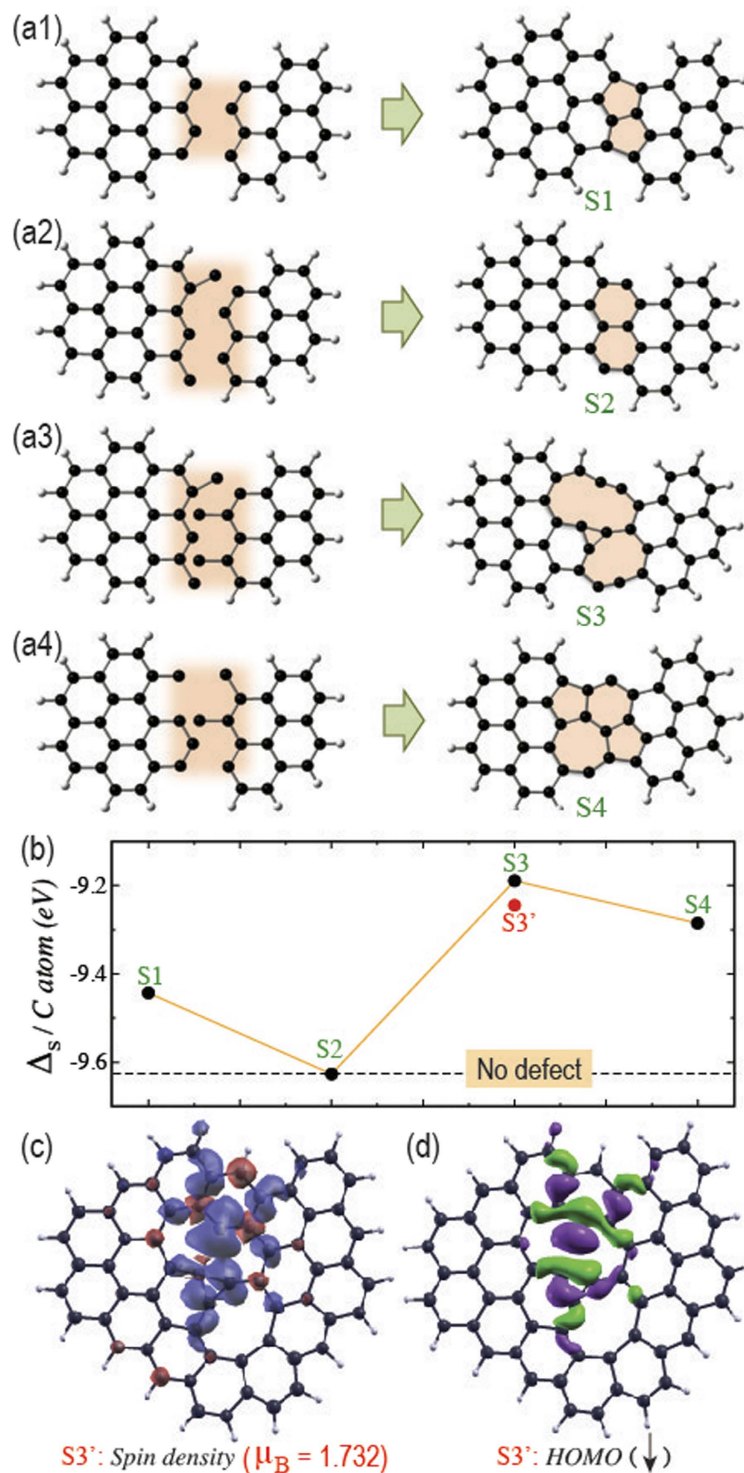 (a1)
S1
(a2)
S2
(a3)
S3
(a4)
S4
(b)
Δs / C atom (eV)
-9.2
-9.4
-9.6
S1
S2
S3
S3'
S4
No defect
(c)
(d)
S3': Spin density (μB = 1.732)
S3': HOMO (↓)